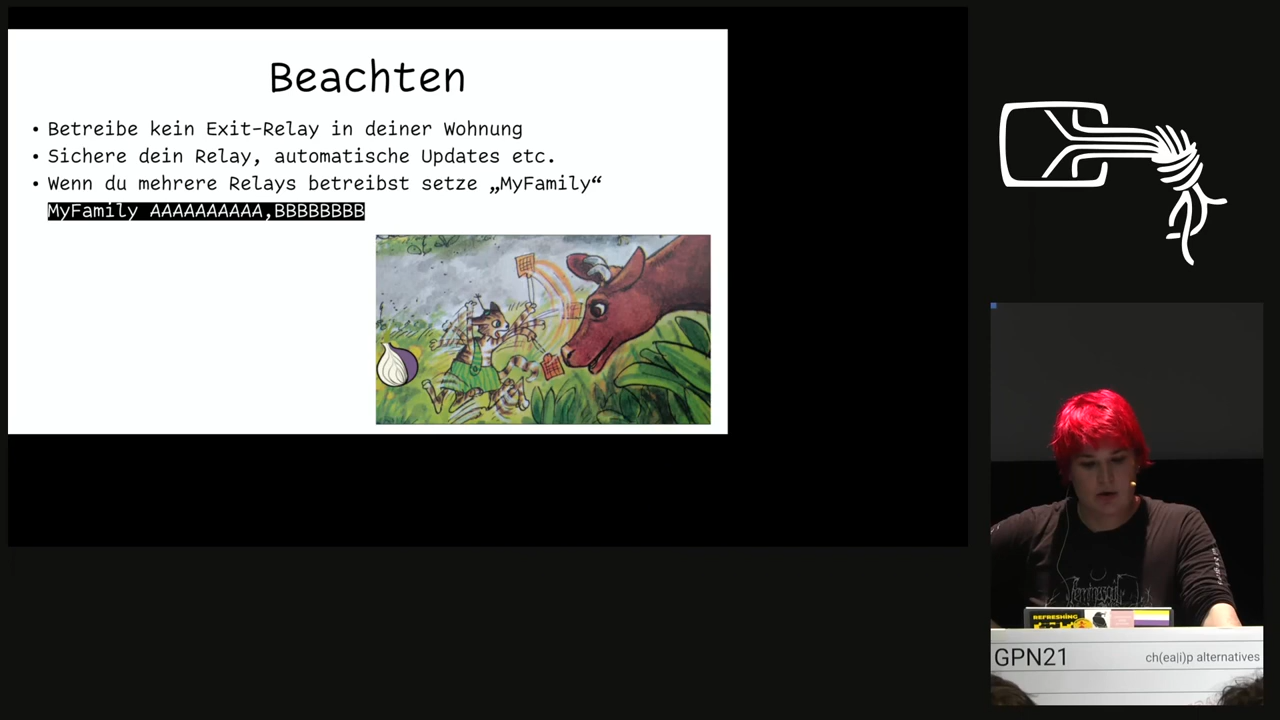 Beachten
• Betreibe kein Exit-Relay in deiner Wohnung
• Sichere dein Relay, automatische Updates etc.
• Wenn du mehrere Relays betreibst setze „MyFamily“
MyFamily AAAAAAAAAA,BBBBBBBB
REFRESHING
GPN21
ch(ea|i)p alternatives